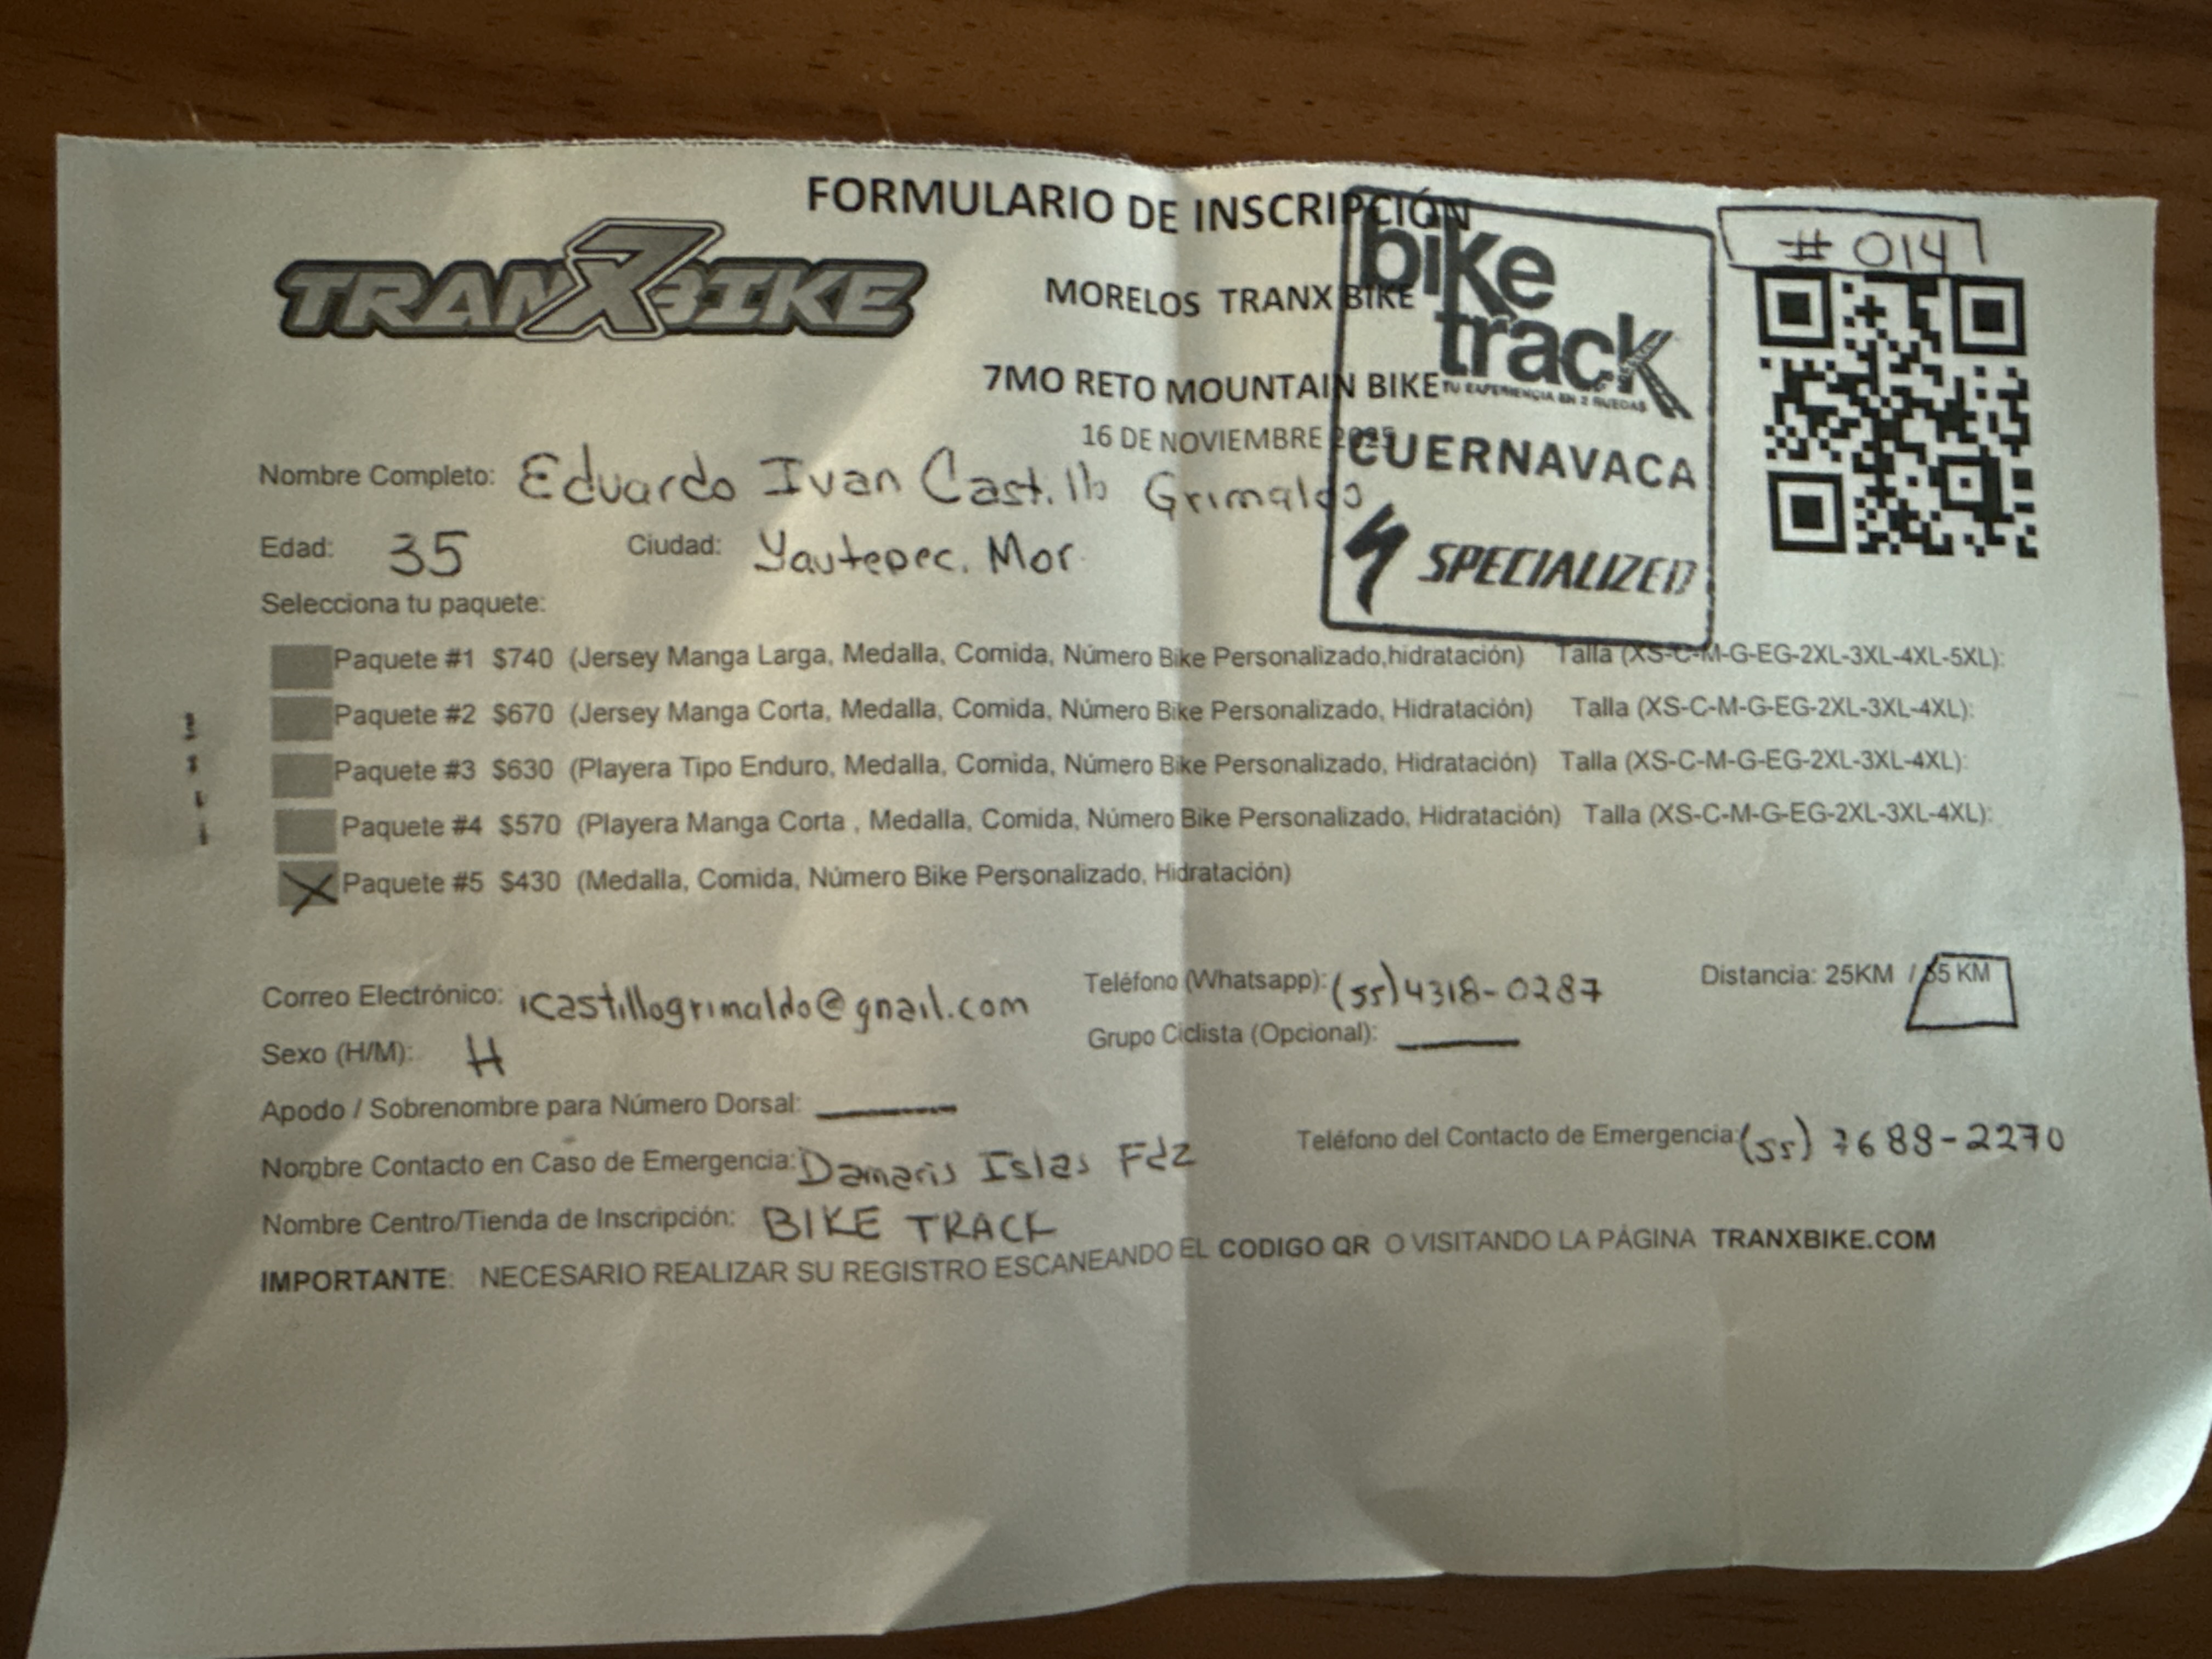 FORMULARIO DE INSCRIPCIÓN
TRANXBIKE 7
MORELOS TRANX BIKE
7MO RETO MOUNTAIN BIKE
16 DE NOVIEMBRE 2025
bike
track
TU EXPERIENCIA EN 2 RUEDAS
CUERNAVACA
SPECIALIZED
# 014
Nombre Completo: Eduardo Ivan Castillo Grimaldo
Edad: 35 Ciudad: Yautepec. Mor.
Selecciona tu paquete:
Paquete #1 $740 (Jersey Manga Larga, Medalla, Comida, Número Bike Personalizado,hidratación) Talla (XS-C-M-G-EG-2XL-3XL-4XL-5XL):
Paquete #2 $670 (Jersey Manga Corta, Medalla, Comida, Número Bike Personalizado, Hidratación) Talla (XS-C-M-G-EG-2XL-3XL-4XL):
Paquete #3 $630 (Playera Tipo Enduro, Medalla, Comida, Número Bike Personalizado, Hidratación) Talla (XS-C-M-G-EG-2XL-3XL-4XL):
Paquete #4 $570 (Playera Manga Corta , Medalla, Comida, Número Bike Personalizado, Hidratación) Talla (XS-C-M-G-EG-2XL-3XL-4XL):
X Paquete #5 $430 (Medalla, Comida, Número Bike Personalizado, Hidratación)
Correo Electrónico: icastillogrimaldo@gmail.com Teléfono (Whatsapp): (55)4318-0287 Distancia: 25KM / KM
Sexo (H/M): H Grupo Ciclista (Opcional):
Apodo / Sobrenombre para Número Dorsal:
Nombre Contacto en Caso de Emergencia: Damaris Islas Fdz Teléfono del Contacto de Emergencia: (55) 7688-2270
Nombre Centro/Tienda de Inscripción: BIKE TRACK
IMPORTANTE: NECESARIO REALIZAR SU REGISTRO ESCANEANDO EL CODIGO QR O VISITANDO LA PÁGINA TRANXBIKE.COM